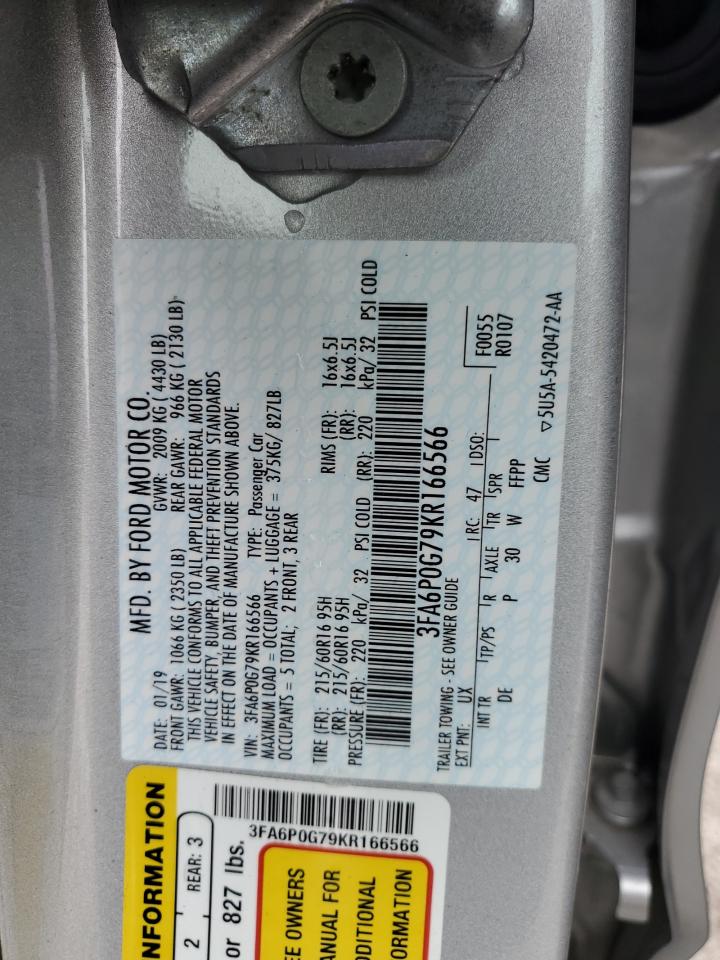 MFD. BY FORD MOTOR CO.
DATE: 01/19 GVWR: 2009 KG ( 4430 LB)
FRONT GAWR: 1066 KG ( 2350 LB) REAR GAWR: 966 KG ( 2130 LB)
THIS VEHICLE CONFORMS TO ALL APPLICABLE FEDERAL MOTOR
VEHICLE SAFETY, BUMPER, AND THEFT PREVENTION STANDARDS
IN EFFECT ON THE DATE OF MANUFACTURE SHOWN ABOVE.
VIN: 3FA6P0G79KR166566 TYPE: Passenger Car
MAXIMUM LOAD = OCCUPANTS + LUGGAGE = 375KG/ 827LB
OCCUPANTS = 5 TOTAL; 2 FRONT, 3 REAR
TIRE (FR): 215/60R16 95H RIMS (FR): 16x6.5J
(RR): 215/60R16 95H (RR): 16x6.5J
PRESSURE (FR): 220 kPa/ 32 PSI COLD (RR): 220 kPa/ 32 PSI COLD
3FA6P0G79KR166566
TRAILER TOWING - SEE OWNER GUIDE
EXT PNT: UX RC: 47 DSO: F0055
INT TR TP/PS R AXLE TR SPR R0107
DE P 30 W FFPP
CMC ▽5U5A-5420472-AA
NFORMATION
2 REAR: 3
or 827 lbs.
3FA6P0G79KR166566
EE OWNERS
ANUAL FOR
DDITIONAL
ORMATION